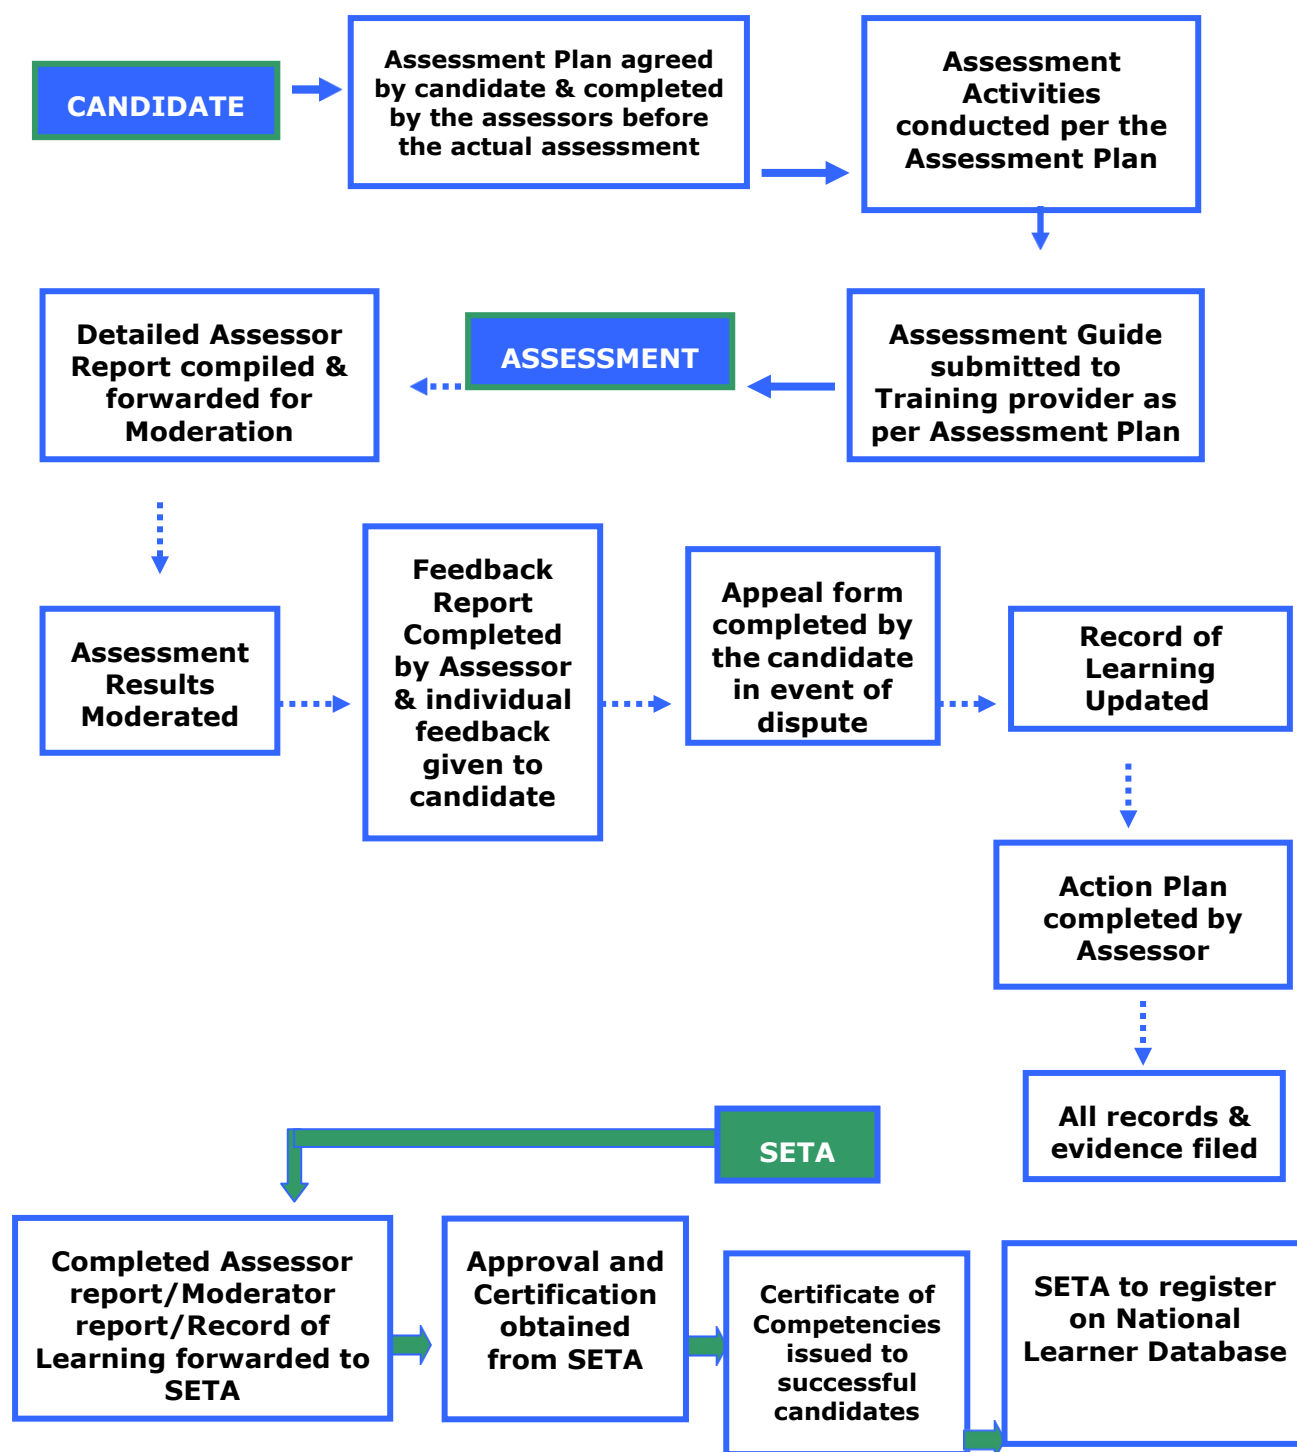 CANDIDATE
Assessment Plan agreed
by candidate & completed
by the assessors before
the actual assessment
Assessment
Activities
conducted per the
Assessment Plan
Detailed Assessor
Report compiled &
forwarded for
Moderation
ASSESSMENT
Assessment Guide
submitted to
Training provider as
per Assessment Plan
Assessment
Results
Moderated
Feedback
Report
Completed
by Assessor
& individual
feedback
given to
candidate
Appeal form
completed by
the candidate
in event of
dispute
Record of
Learning
Updated
Action Plan
completed by
Assessor
All records &
evidence filed
SETA
Completed Assessor
report/Moderator
report/Record of
Learning forwarded to
SETA
Approval and
Certification
obtained
from SETA
Certificate of
Competencies
issued to
successful
candidates
SETA to register
on National
Learner Database